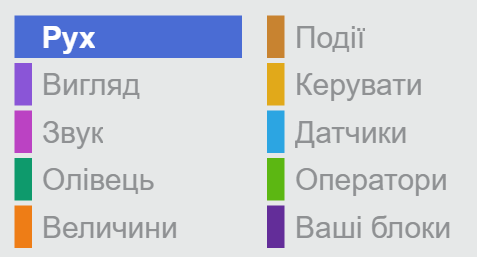 Рух
Вигляд
Звук
Олівець
Величини
Події
Керувати
Датчики
Оператори
Ваші блоки